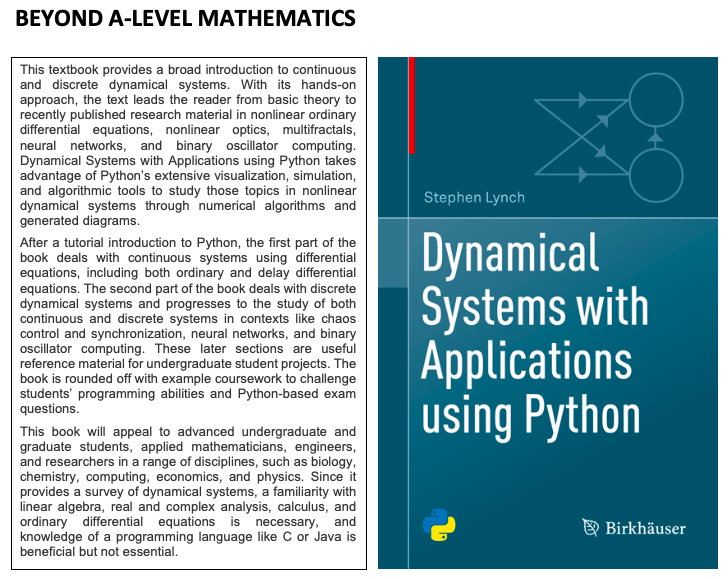 BEYOND A-LEVEL MATHEMATICS
This textbook provides a broad introduction to continuous
and discrete dynamical systems. With its hands-on
approach, the text leads the reader from basic theory to
recently published research material in nonlinear ordinary
differential equations, nonlinear optics, multifractals,
neural networks, and binary oscillator computing.
Dynamical Systems with Applications using Python takes
advantage of Python's extensive visualization, simulation,
and algorithmic tools to study those topics in nonlinear
dynamical systems through numerical algorithms and
generated diagrams.
After a tutorial introduction to Python, the first part of the
book deals with continuous systems using differential
equations, including both ordinary and delay differential
equations. The second part of the book deals with discrete
dynamical systems and progresses to the study of both
continuous and discrete systems in contexts like chaos
control and synchronization, neural networks, and binary
oscillator computing. These later sections are useful
reference material for undergraduate student projects. The
book is rounded off with example coursework to challenge
students' programming abilities and Python-based exam
questions.
This book will appeal to advanced undergraduate and
graduate students, applied mathematicians, engineers,
and researchers in a range of disciplines, such as biology,
chemistry, computing, economics, and physics. Since it
provides a survey of dynamical systems, a familiarity with
linear algebra, real and complex analysis, calculus, and
ordinary differential equations is necessary, and
knowledge of a programming language like C or Java is
beneficial but not essential.
Stephen Lynch
Dynamical
Systems with
Applications
using Python
Birkhäuser